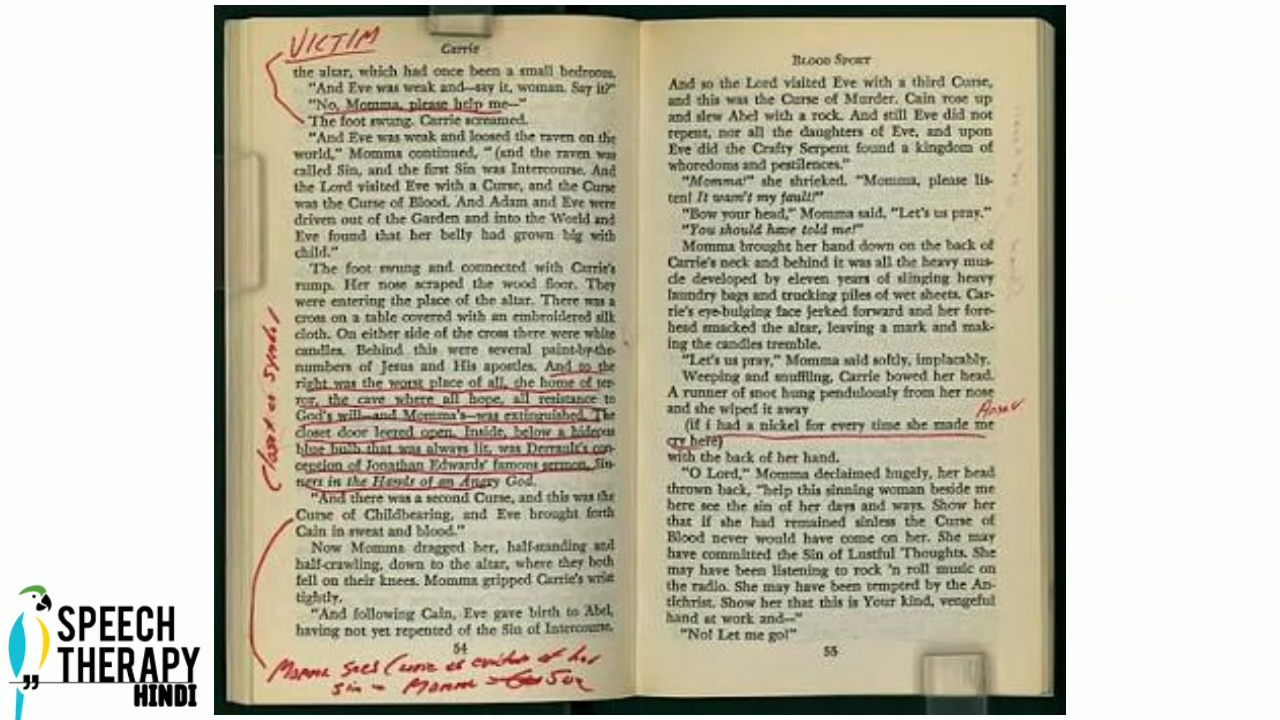 VICTIM
Carrie
the altar, which had once been a small bedroom.
"And Eve was weak and—say it, woman. Say it!"
"No, Momma, please help me—"
The foot swung. Carrie screamed.
"And Eve was weak and loosed the raven on the
world," Momma continued, "(and the raven was
called Sin, and the first Sin was Intercourse. And
the Lord visited Eve with a Curse, and the Curse
was the Curse of Blood. And Adam and Eve were
driven out of the Garden and into the World and
Eve found that her belly had grown big with
child."
The foot swung and connected with Carrie's
rump. Her nose scraped the wood floor. They
were entering the place of the altar. There was a
cross on a table covered with an embroidered silk
cloth. On either side of the cross there were white
candles. Behind this were several paint-by-the-
numbers of Jesus and His apostles. And to the
right was the worst place of all, the home of ter-
ror, the cave where all hope, all resistance to
God's will—and Momma's—was extinguished. The
closet door leered open. Inside, below a hideous
blue bulb that was always lit, was Derrault's con-
ception of Jonathan Edwards' famous sermon, Sin-
ners in the Hands of an Angry God.
"And there was a second Curse, and this was the
Curse of Childbearing, and Eve brought forth
Cain in sweat and blood."
Now Momma dragged her, half-standing and
half-crawling, down to the altar, where they both
fell on their knees. Momma gripped Carrie's wrist
tightly.
"And following Cain, Eve gave birth to Abel,
having not yet repented of the Sin of Intercourse.
54
Closet as Symbol
Momma sees Curse as evidence of her
sin – Momma
BLOOD SPORT
And so the Lord visited Eve with a third Curse,
and this was the Curse of Murder. Cain rose up
and slew Abel with a rock. And still Eve did not
repent, nor all the daughters of Eve, and upon
Eve did the Crafty Serpent found a kingdom of
whoredoms and pestilences."
"Momma!" she shrieked. "Momma, please lis-
ten! It wasn't my fault!"
"Bow your head," Momma said. "Let's us pray."
"You should have told me!"
Momma brought her hand down on the back of
Carrie's neck and behind it was all the heavy mus-
cle developed by eleven years of slinging heavy
laundry bags and trucking piles of wet sheets. Car-
rie's eye-bulging face jerked forward and her fore-
head smacked the altar, leaving a mark and mak-
ing the candles tremble.
"Let's us pray," Momma said softly, implacably.
Weeping and snuffling, Carrie bowed her head.
A runner of snot hung pendulously from her nose
and she wiped it away
(if i had a nickel for every time she made me
cry here)
with the back of her hand.
"O Lord," Momma declaimed hugely, her head
thrown back, "help this sinning woman beside me
here see the sin of her days and ways. Show her
that if she had remained sinless the Curse of
Blood never would have come on her. She may
have committed the Sin of Lustful Thoughts. She
may have been listening to rock 'n roll music on
the radio. She may have been tempted by the An-
tichrist. Show her that this is Your kind, vengeful
hand at work and—"
"No! Let me go!"
55
SPEECH
THERAPY
HINDI